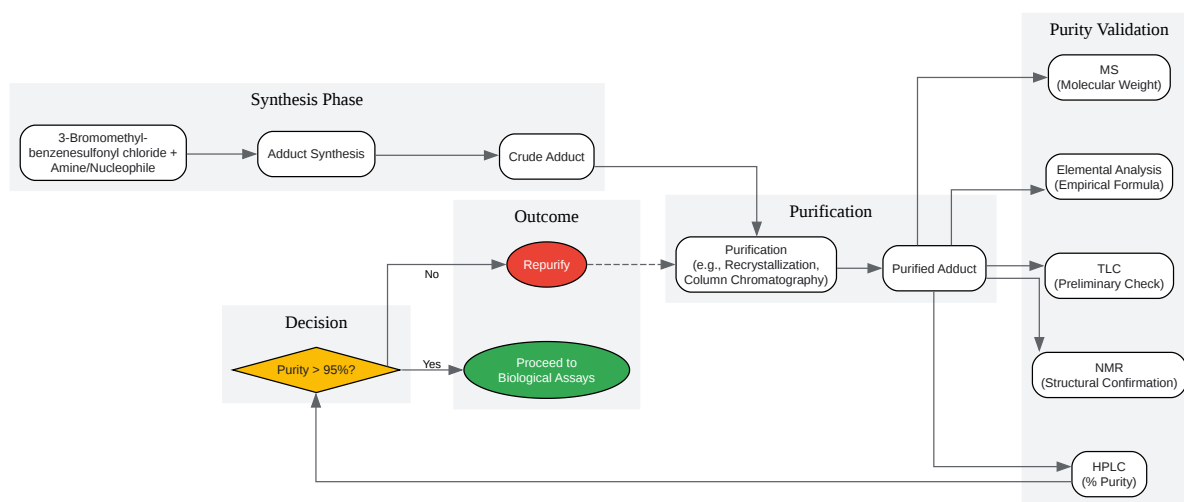 Purity Validation
MS
(Molecular Weight)
Synthesis Phase
3-Bromomethyl-
benzenesulfonyl chloride +
Amine/Nucleophile
Adduct Synthesis
Crude Adduct
Elemental Analysis
(Empirical Formula)
Outcome
Purification
Repurify
No
Purification
(e.g., Recrystallization,
Column Chromatography)
Purified Adduct
TLC
(Preliminary Check)
Decision
Purity > 95%?
Yes
Proceed to
Biological Assays
NMR
(Structural Confirmation)
HPLC
(% Purity)